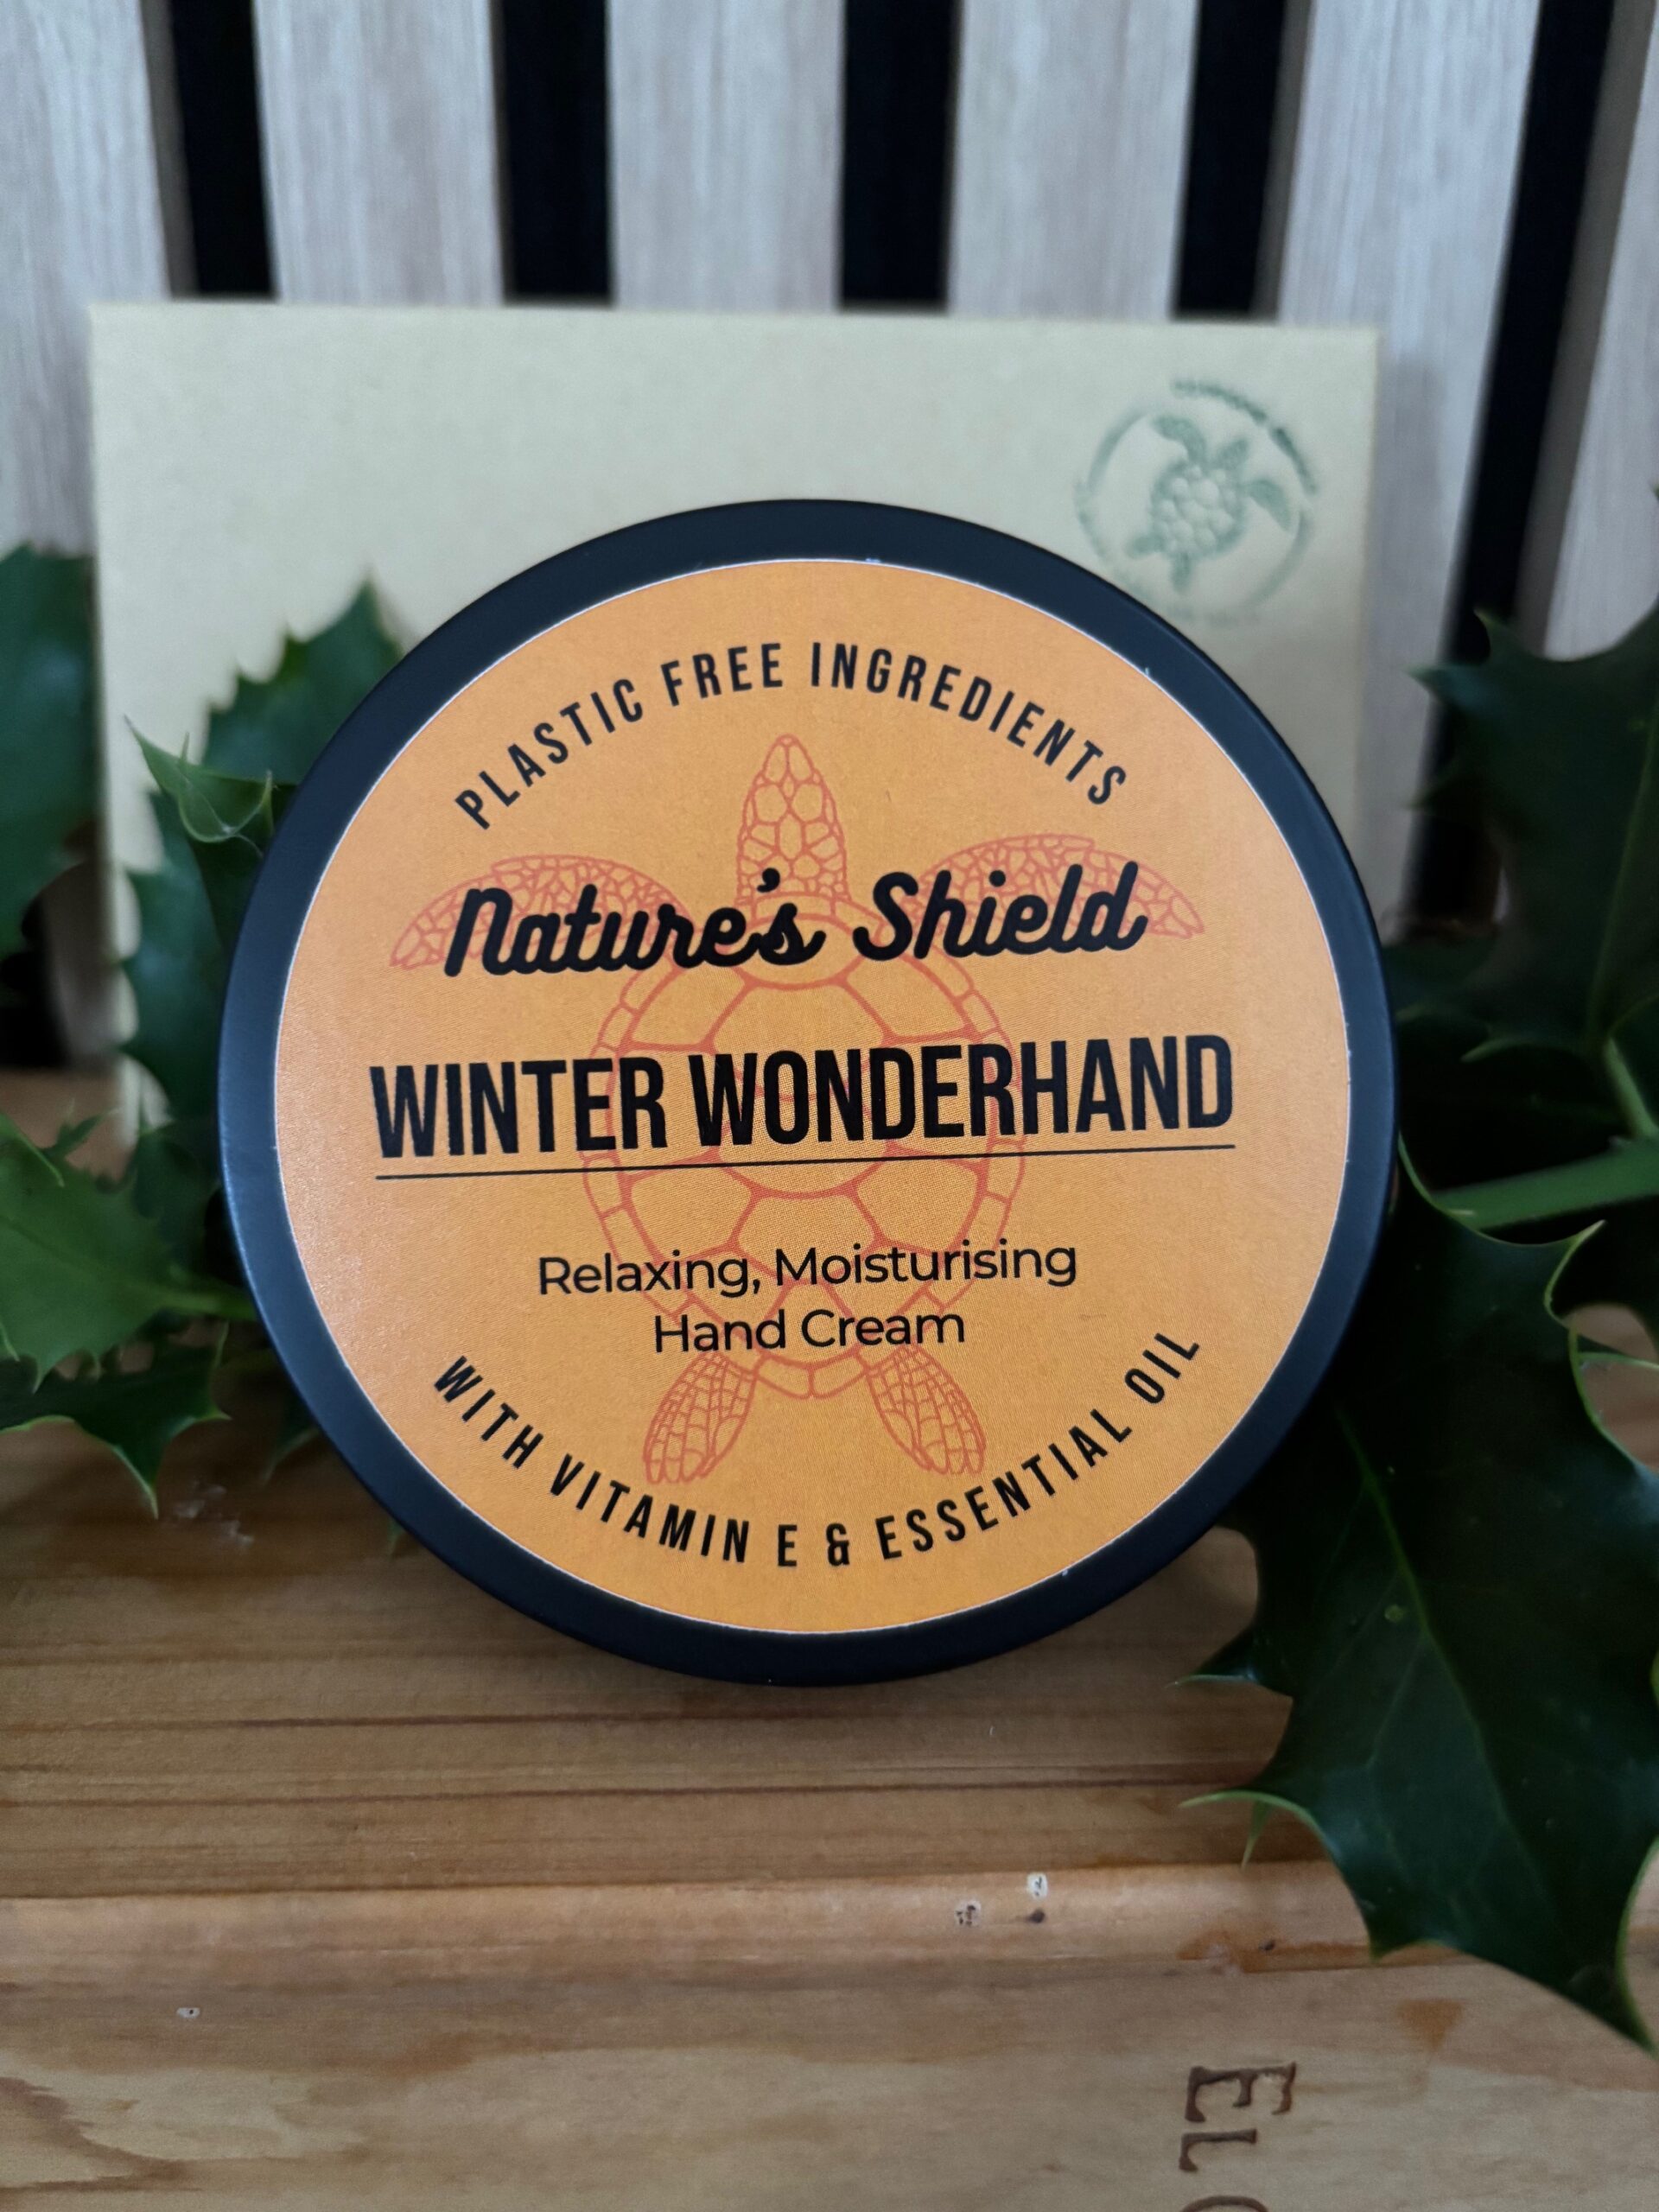 PLASTIC FREE INGREDIENTS
Nature's Shield
WINTER WONDERHAND
Relaxing, Moisturising
Hand Cream
WITH VITAMIN E & ESSENTIAL OIL